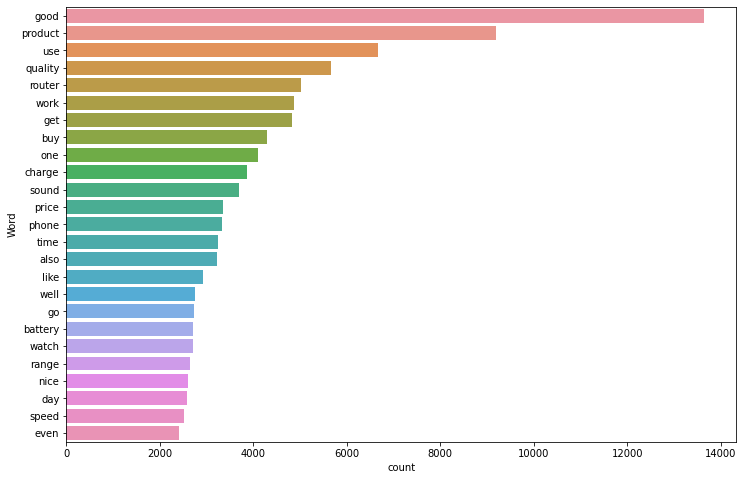 good
product
use
quality
router
work
get
buy
one
charge
sound
price
phone
time
also
like
well
go
battery
watch
range
nice
day
speed
even
Word
0 2000 4000 6000 8000 10000 12000 14000
count